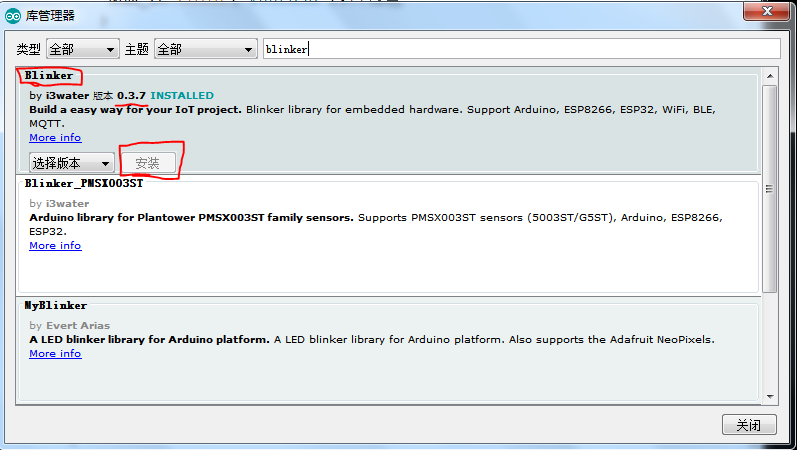 库管理器
类型 全部 主题 全部 blinker
Blinker
by i3water 版本 0.3.7 INSTALLED
Build a easy way for your IoT project. Blinker library for embedded hardware. Support Arduino, ESP8266, ESP32, WiFi, BLE,
MQTT.
More info
选择版本 安装
Blinker_PMSX003ST
by i3water
Arduino library for Plantower PMSX003ST family sensors. Supports PMSX003ST sensors (5003ST/G5ST), Arduino, ESP8266,
ESP32.
More info
MyBlinker
by Evert Arias
A LED blinker library for Arduino platform. A LED blinker library for Arduino platform. Also supports the Adafruit NeoPixels.
More info
关闭